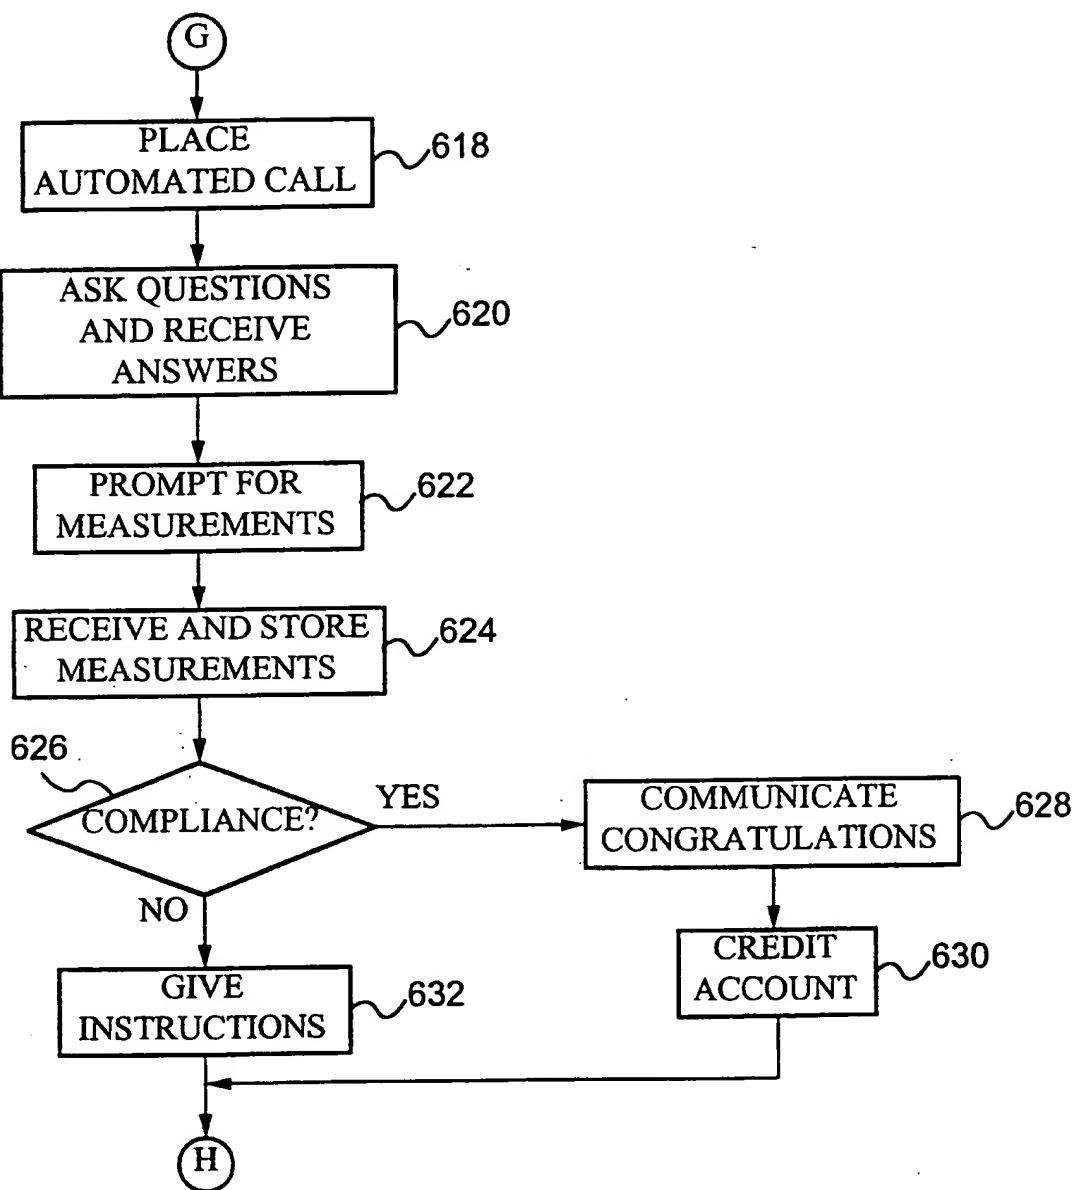 G
PLACE
AUTOMATED CALL
618
ASK QUESTIONS
AND RECEIVE
ANSWERS
620
PROMPT FOR
MEASUREMENTS
622
RECEIVE AND STORE
MEASUREMENTS
624
626
COMPLIANCE?
YES
COMMUNICATE
CONGRATULATIONS
628
NO
CREDIT
ACCOUNT
630
GIVE
INSTRUCTIONS
632
H